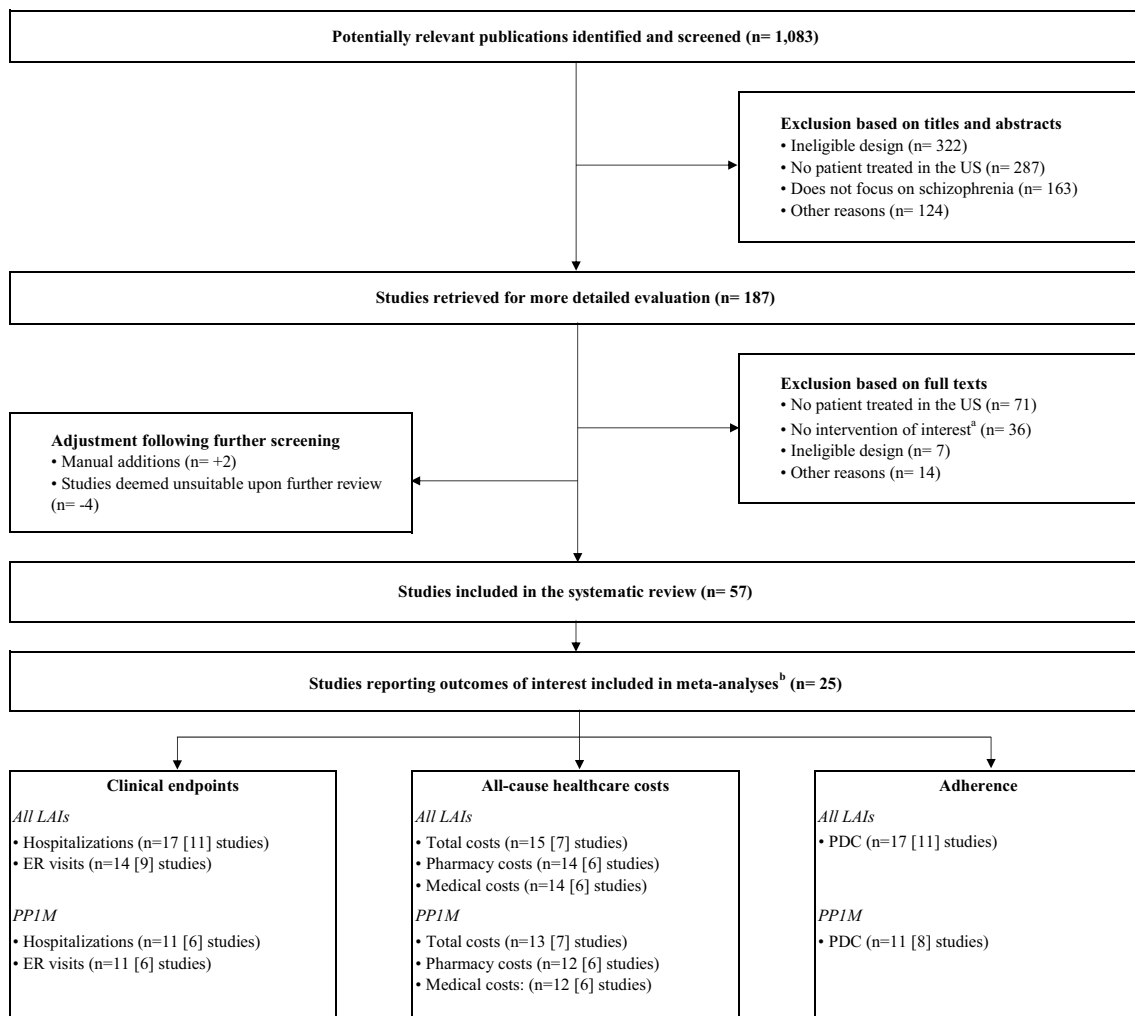 Potentially relevant publications identified and screened (n= 1,083)
Exclusion based on titles and abstracts
• Ineligible design (n= 322)
• No patient treated in the US (n= 287)
• Does not focus on schizophrenia (n= 163)
• Other reasons (n= 124)
Studies retrieved for more detailed evaluation (n= 187)
Exclusion based on full texts
• No patient treated in the US (n= 71)
• No intervention of interestᵃ (n= 36)
• Ineligible design (n= 7)
• Other reasons (n= 14)
Adjustment following further screening
• Manual additions (n= +2)
• Studies deemed unsuitable upon further review
(n= -4)
Studies included in the systematic review (n= 57)
Studies reporting outcomes of interest included in meta-analysesᵇ (n= 25)
Clinical endpoints
All LAIs
• Hospitalizations (n=17 [11] studies)
• ER visits (n=14 [9] studies)
PP1M
• Hospitalizations (n=11 [6] studies)
• ER visits (n=11 [6] studies)
All-cause healthcare costs
All LAIs
• Total costs (n=15 [7] studies)
• Pharmacy costs (n=14 [6] studies)
• Medical costs (n=14 [6] studies)
PP1M
• Total costs (n=13 [7] studies)
• Pharmacy costs (n=12 [6] studies)
• Medical costs: (n=12 [6] studies)
Adherence
All LAIs
• PDC (n=17 [11] studies)
PP1M
• PDC (n=11 [8] studies)